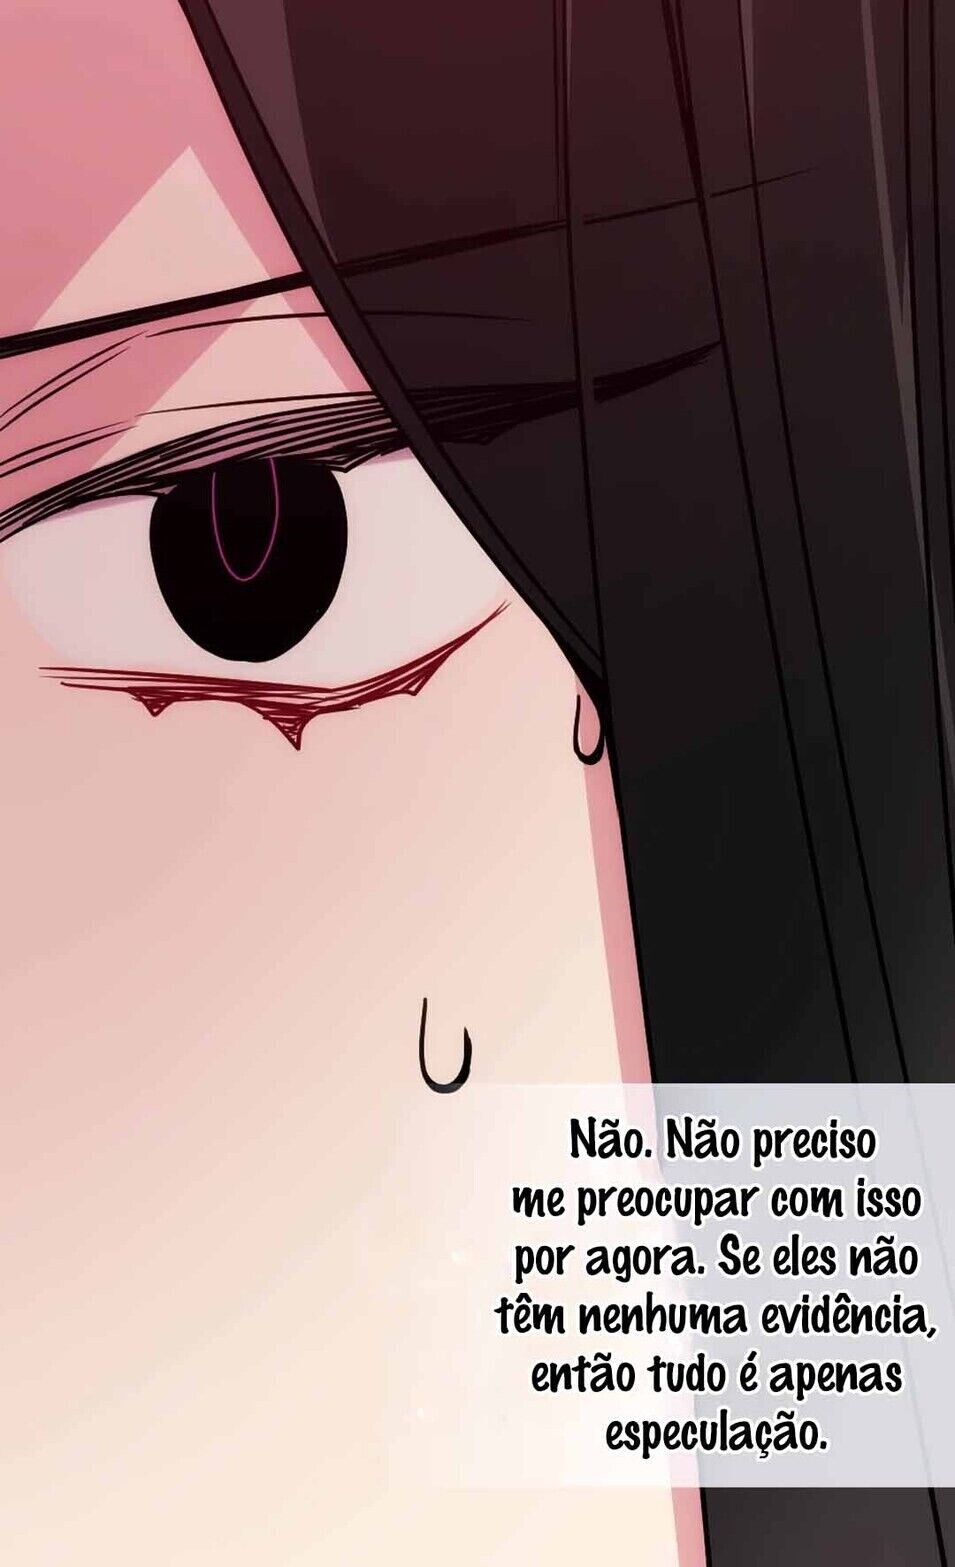 Não. Não preciso
me preocupar com isso
por agora. Se eles não
têm nenhuma evidência,
então tudo é apenas
especulação.